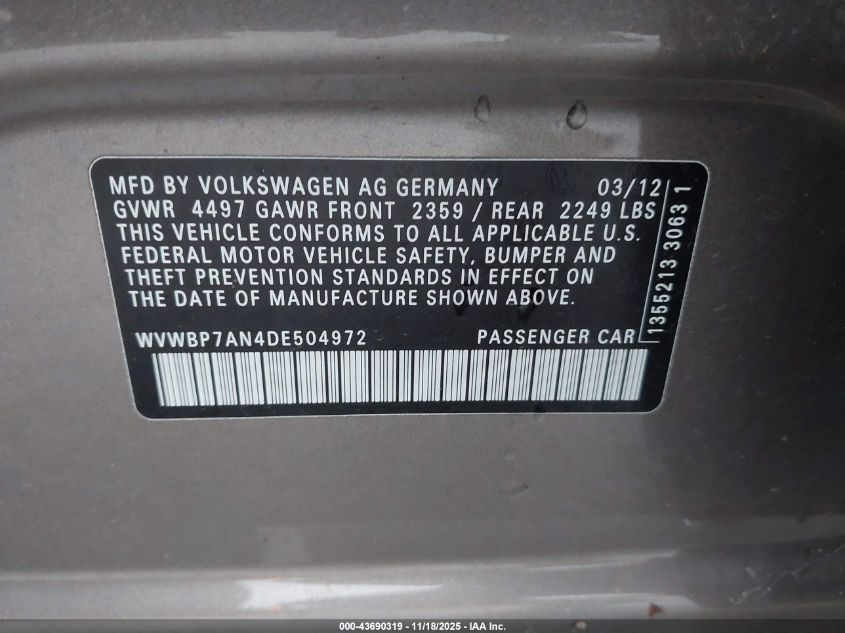 MFD BY VOLKSWAGEN AG GERMANY 03/12
GVWR 4497 GAWR FRONT 2359 / REAR 2249 LBS
THIS VEHICLE CONFORMS TO ALL APPLICABLE U.S.
FEDERAL MOTOR VEHICLE SAFETY, BUMPER AND
THEFT PREVENTION STANDARDS IN EFFECT ON
THE DATE OF MANUFACTURE SHOWN ABOVE.
WVWBP7AN4DE504972 PASSENGER CAR
1355213 3063 1
000-43690319 - 11/18/2025 - IAA Inc.